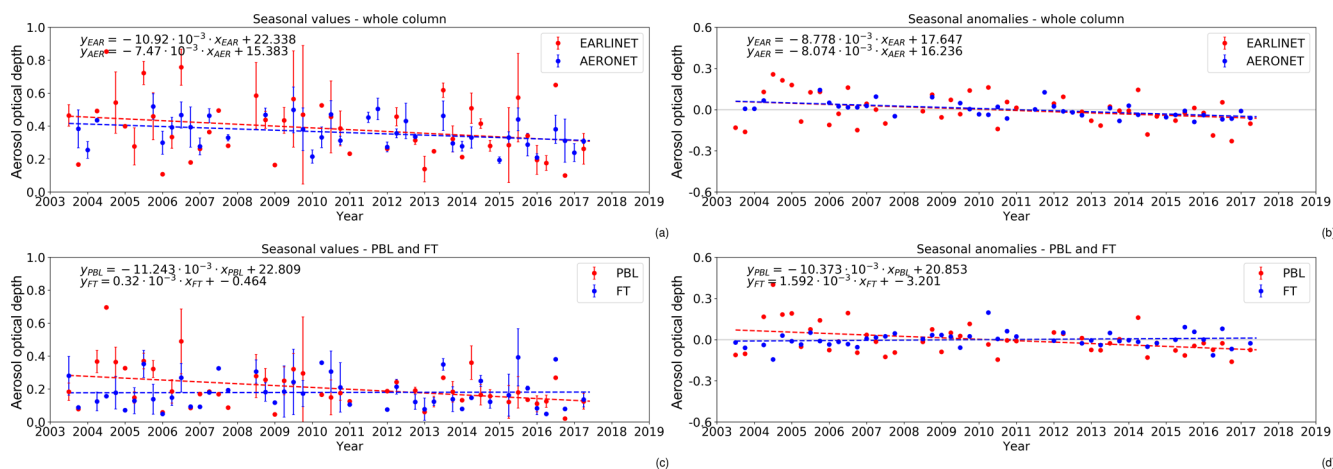 Seasonal values - whole column
y_EAR = − 10.92 · 10⁻³ · x_EAR + 22.338
y_AER = − 7.47 · 10⁻³ · x_AER + 15.383
EARLINET
AERONET
Aerosol optical depth
1.0
0.8
0.6
0.4
0.2
0.0
2003 2004 2005 2006 2007 2008 2009 2010 2011 2012 2013 2014 2015 2016 2017 2018 2019
Year
(a)
Seasonal anomalies - whole column
y_EAR = − 8.778 · 10⁻³ · x_EAR + 17.647
y_AER = − 8.074 · 10⁻³ · x_AER + 16.236
EARLINET
AERONET
Aerosol optical depth
0.6
0.3
0.0
-0.3
-0.6
2003 2004 2005 2006 2007 2008 2009 2010 2011 2012 2013 2014 2015 2016 2017 2018 2019
Year
(b)
Seasonal values - PBL and FT
y_PBL = − 11.243 · 10⁻³ · x_PBL + 22.809
y_FT = 0.32 · 10⁻³ · x_FT + −0.464
PBL
FT
Aerosol optical depth
1.0
0.8
0.6
0.4
0.2
0.0
2003 2004 2005 2006 2007 2008 2009 2010 2011 2012 2013 2014 2015 2016 2017 2018 2019
Year
(c)
Seasonal anomalies - PBL and FT
y_PBL = − 10.373 · 10⁻³ · x_PBL + 20.853
y_FT = 1.592 · 10⁻³ · x_FT + −3.201
PBL
FT
Aerosol optical depth
0.6
0.3
0.0
-0.3
-0.6
2003 2004 2005 2006 2007 2008 2009 2010 2011 2012 2013 2014 2015 2016 2017 2018 2019
Year
(d)